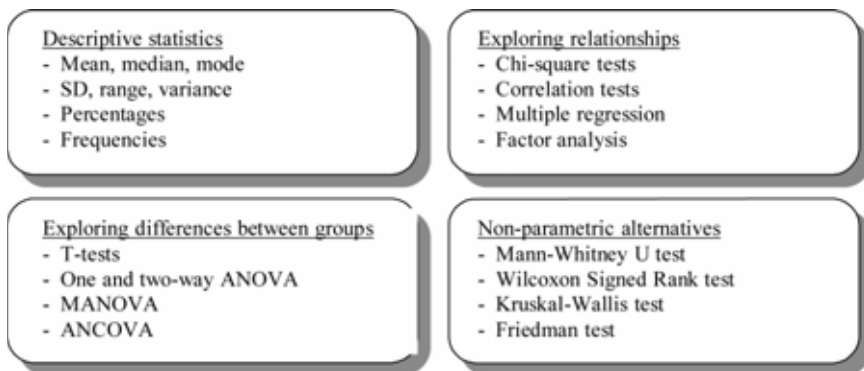 Descriptive statistics
- Mean, median, mode
- SD, range, variance
- Percentages
- Frequencies
Exploring relationships
- Chi-square tests
- Correlation tests
- Multiple regression
- Factor analysis
Exploring differences between groups
- T-tests
- One and two-way ANOVA
- MANOVA
- ANCOVA
Non-parametric alternatives
- Mann-Whitney U test
- Wilcoxon Signed Rank test
- Kruskal-Wallis test
- Friedman test